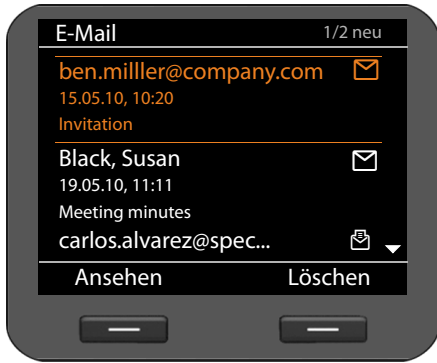 E-Mail 1/2 neu
ben.milller@company.com
15.05.10, 10:20
Invitation
Black, Susan
19.05.10, 11:11
Meeting minutes
carlos.alvarez@spec...
Ansehen Löschen